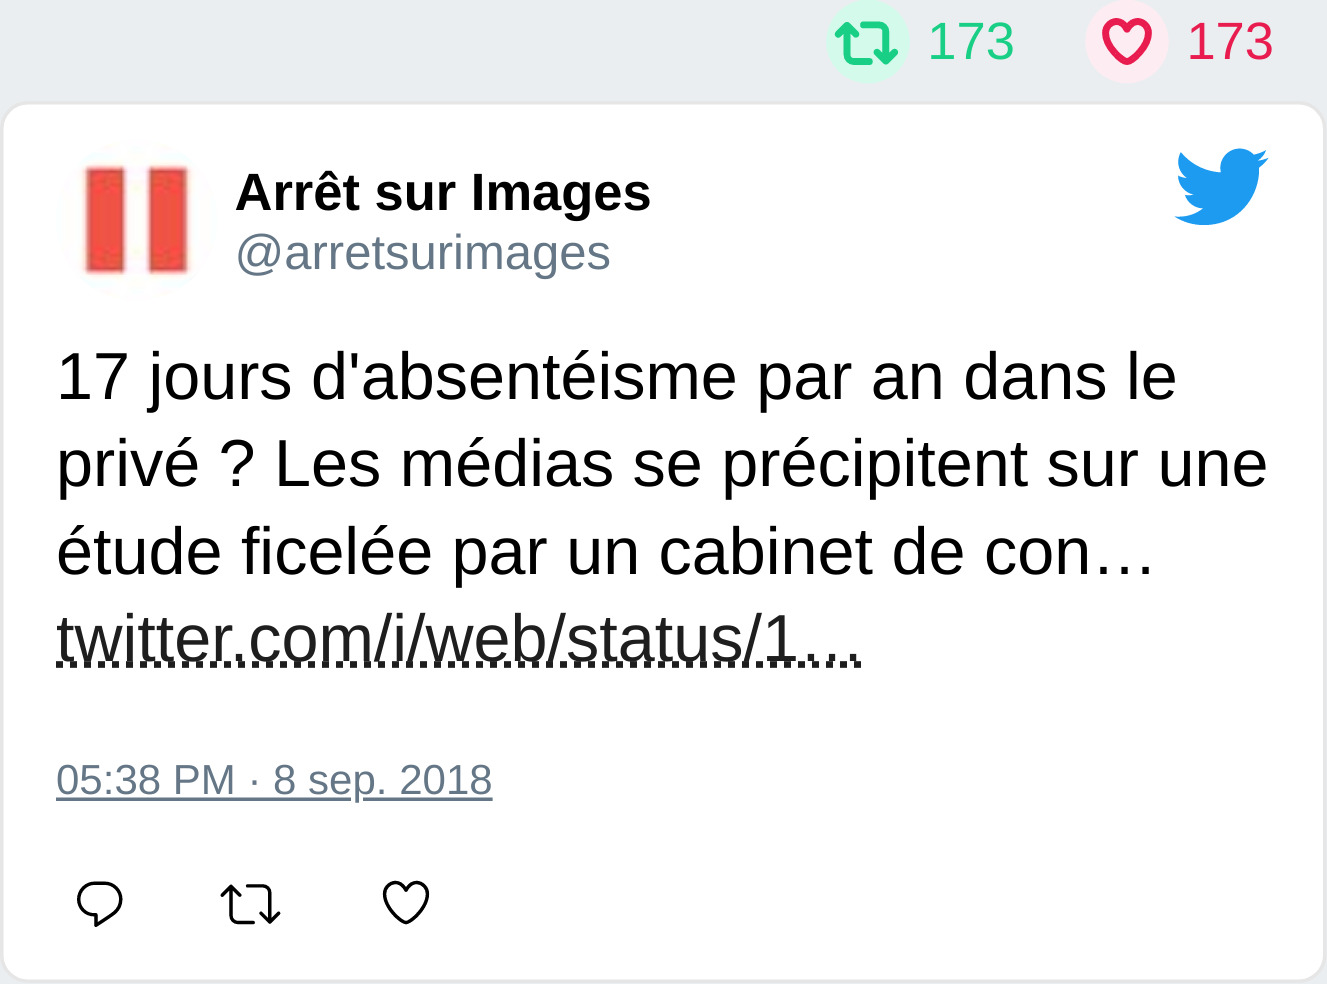 173 173
Arrêt sur Images
@arretsurimages
17 jours d'absentéisme par an dans le
privé ? Les médias se précipitent sur une
étude ficelée par un cabinet de con…
twitter.com/i/web/status/1…
05:38 PM · 8 sep. 2018